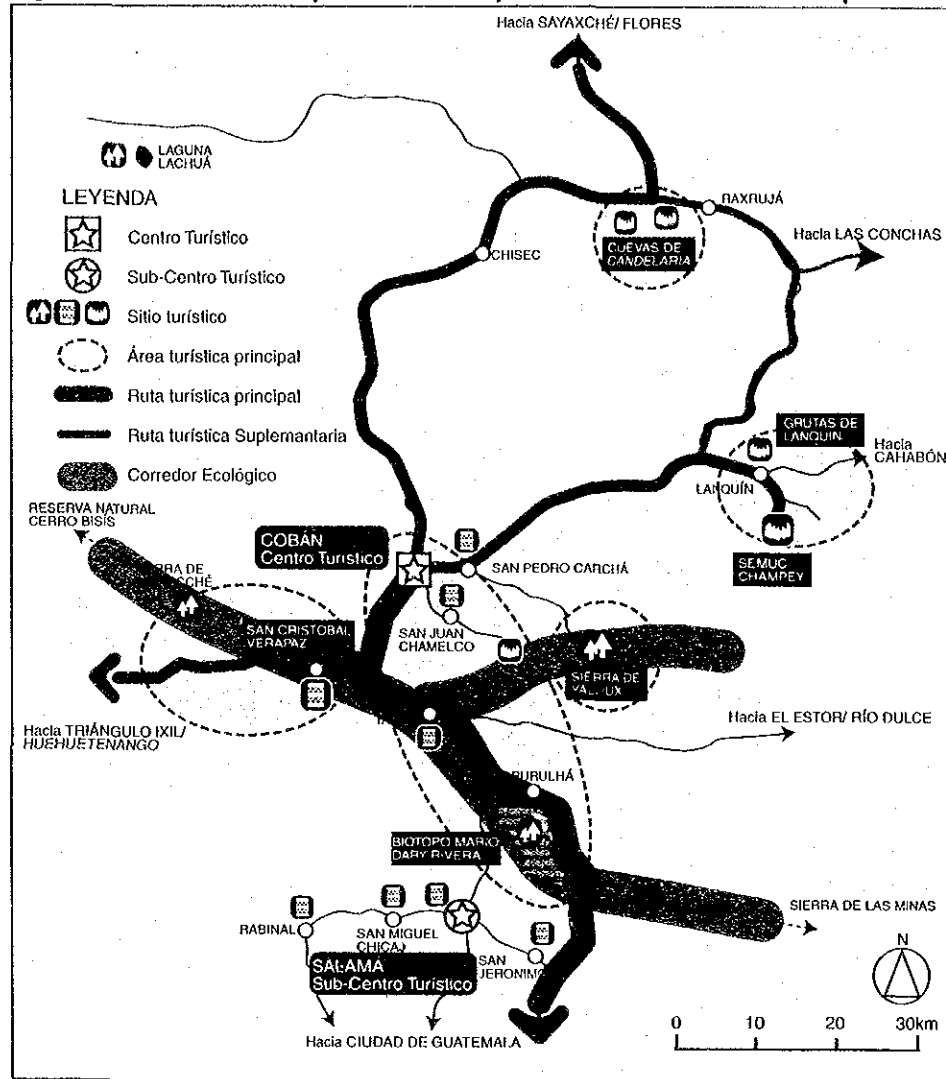 Hacia SAYAXCHÉ/ FLORES
LAGUNA
LACHUÁ
LEYENDA
Centro Turístico
Sub-Centro Turístico
Sitio turístico
Área turística principal
Ruta turística principal
Ruta turística Suplemantaria
Corredor Ecológico
RAXRUJÁ
CUEVAS DE
CANDELARIA
Hacia LAS CONCHAS
CHISEC
GRUTAS DE
LANQUIN
Hacia
CAHABÓN
LANQUÍN
SEMUC
CHAMPEY
RESERVA NATURAL
CERRO BISÍS
COBÁN
Centro Turístico
SAN PEDRO CARCHÁ
SAN JUAN
CHAMELCO
SAN CRISTOBAL
VERAPAZ
SIERRA DE
Hacia TRIÁNGULO IXIL/
HUEHUETENANGO
Hacia EL ESTOR/ RÍO DULCE
PURULHÁ
BIOTOPO MARIO
DARY RIVERA
SIERRA DE LAS MINAS
RABINAL
SAN MIGUEL
CHICAJ
SAN
JERONIMO
SALAMÁ
Sub-Centro Turístico
Hacia CIUDAD DE GUATEMALA
N
0 10 20 30km